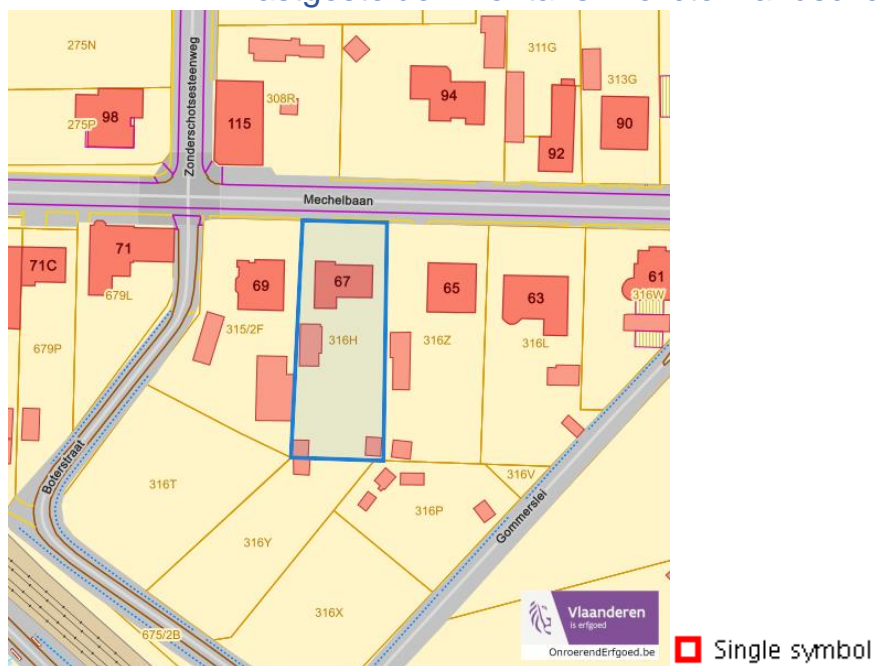 275N
311G
313G
Zonderschotsesteenweg
98
275P
115
308R
94
92
90
Mechelbaan
71C
71
679L
69
67
65
63
61
316W
315/2F
316H
316Z
316L
679P
Boterstraat
316T
316V
316P
Gommerslei
316Y
316X
675/2B
Vlaanderen
is erfgoed
OnroerendErfgoed.be
Single symbol